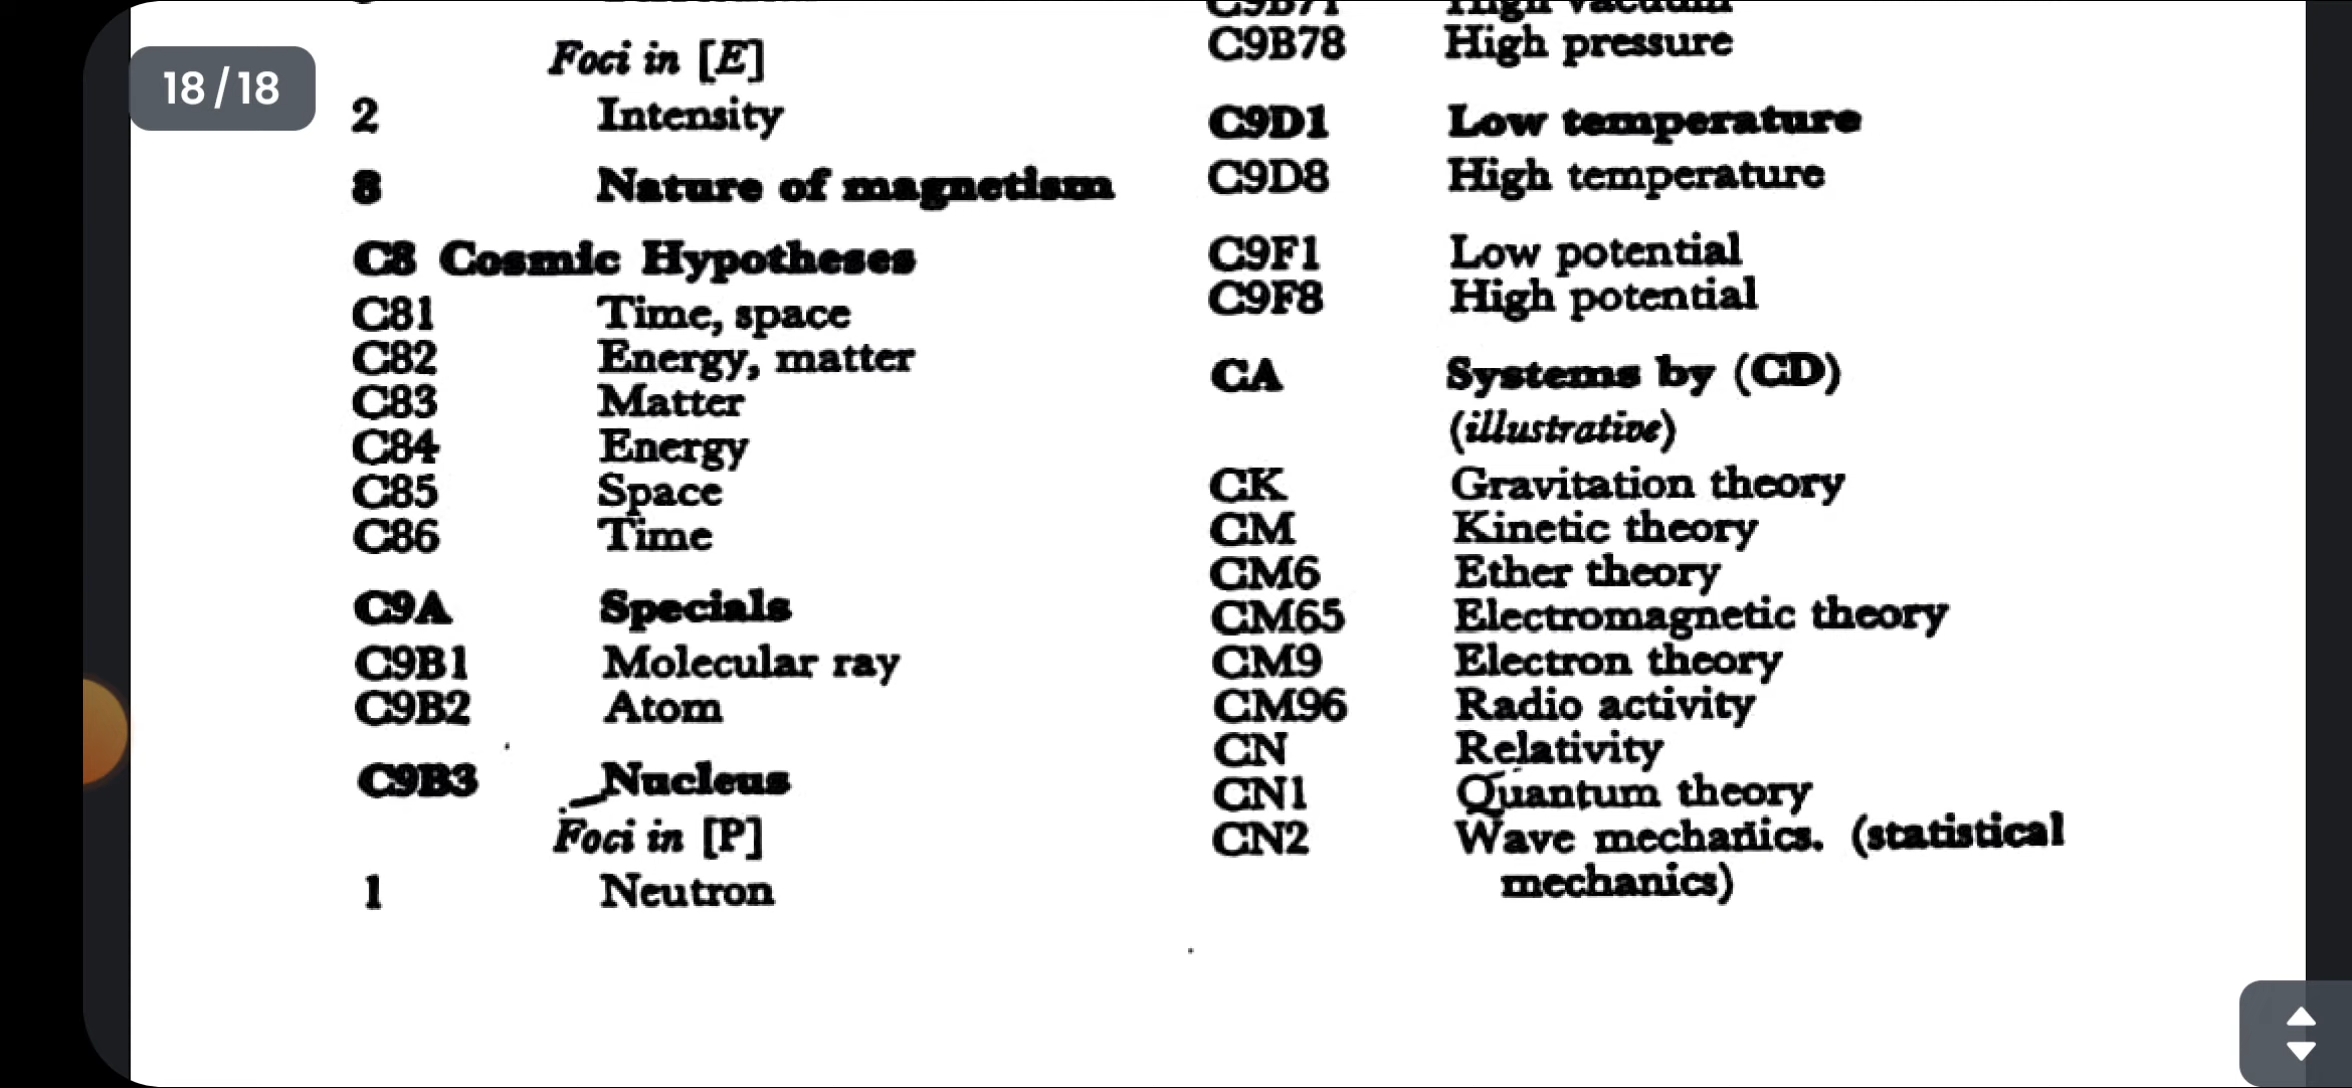 18/18
Foci in [E]
2 Intensity
8 Nature of magnetism
C8 Cosmic Hypotheses
C81 Time, space
C82 Energy, matter
C83 Matter
C84 Energy
C85 Space
C86 Time
C9A Specials
C9B1 Molecular ray
C9B2 Atom
C9B3 Nucleus
Foci in [P]
1 Neutron
C9B71 High vacuum
C9B78 High pressure
C9D1 Low temperature
C9D8 High temperature
C9F1 Low potential
C9F8 High potential
CA Systems by (CD)
(illustrative)
CK Gravitation theory
CM Kinetic theory
CM6 Ether theory
CM65 Electromagnetic theory
CM9 Electron theory
CM96 Radio activity
CN Relativity
CN1 Quantum theory
CN2 Wave mechanics. (statistical
mechanics)